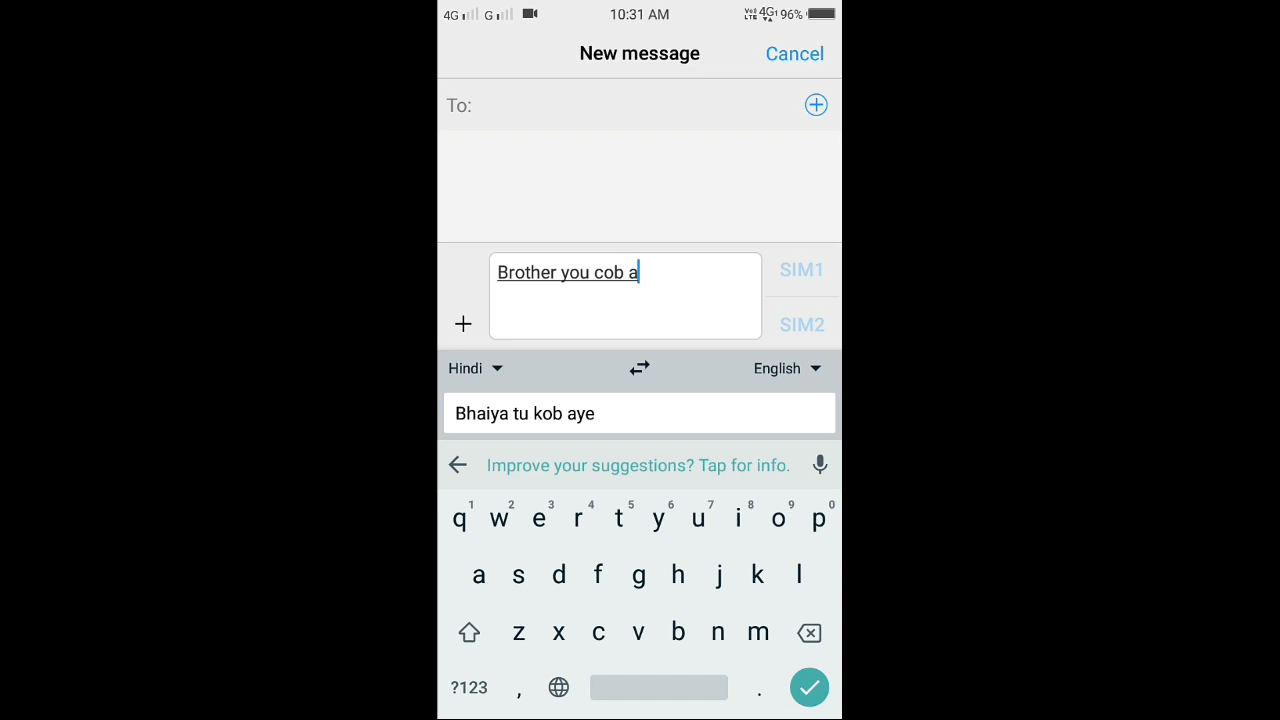 4G G 10:31 AM VoLTE 4G 96%
New message Cancel
To:
Brother you cob a
SIM1
SIM2
Hindi English
Bhaiya tu kob aye
Improve your suggestions? Tap for info.
1 2 3 4 5 6 7 8 9 0
q w e r t y u i o p
a s d f g h j k l
z x c v b n m
?123 , .